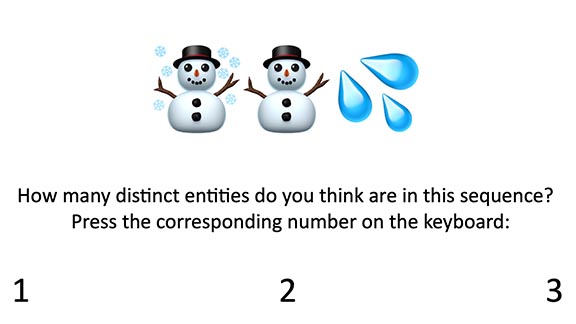 How many distinct entities do you think are in this sequence?
Press the corresponding number on the keyboard:
1 2 3